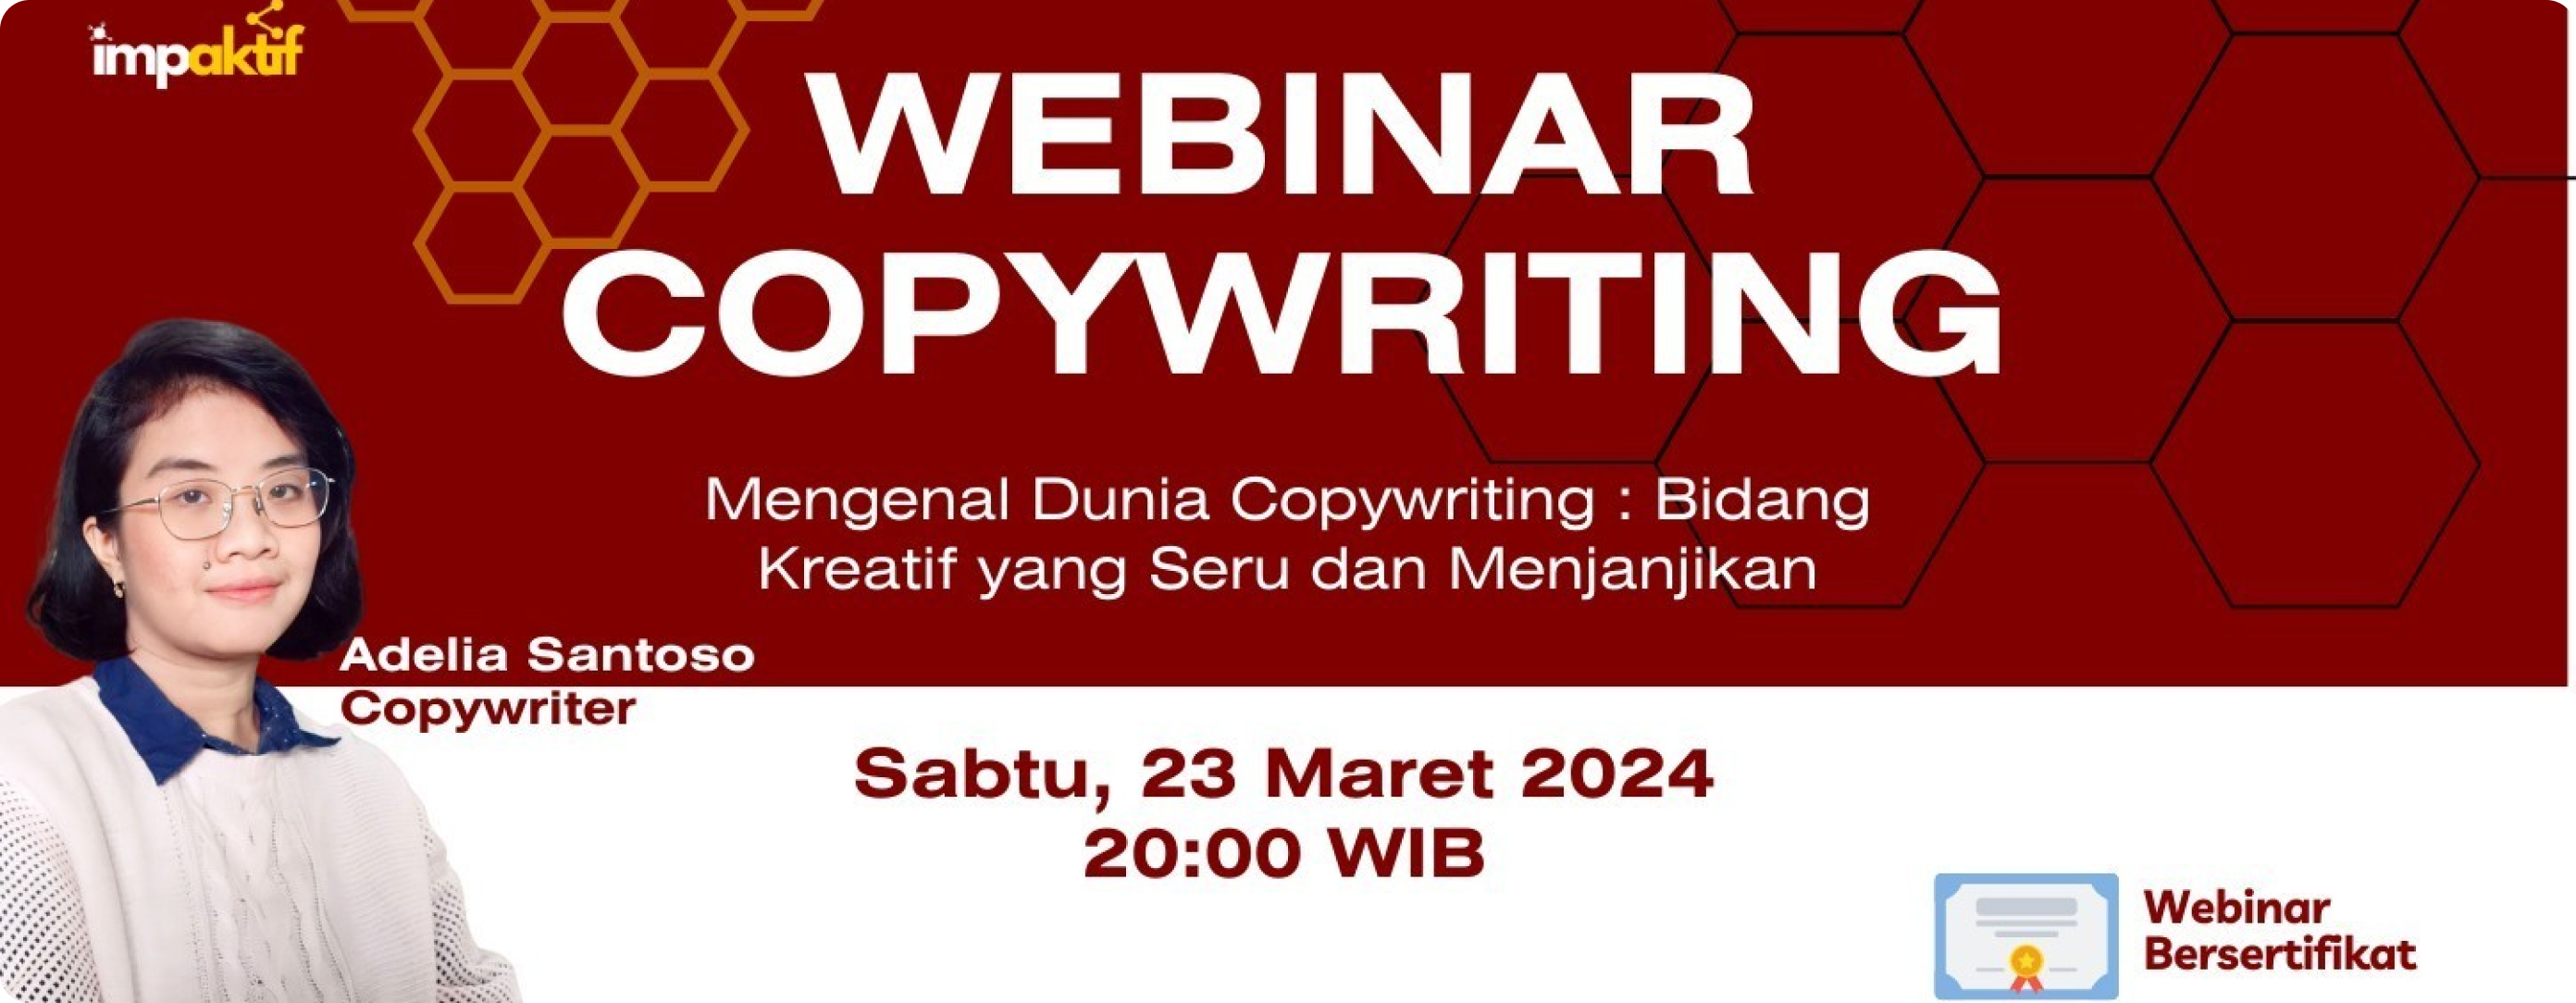 impaktif
WEBINAR
COPYWRITING
Mengenal Dunia Copywriting : Bidang
Kreatif yang Seru dan Menjanjikan
Adelia Santoso
Copywriter
Sabtu, 23 Maret 2024
20:00 WIB
Webinar
Bersertifikat